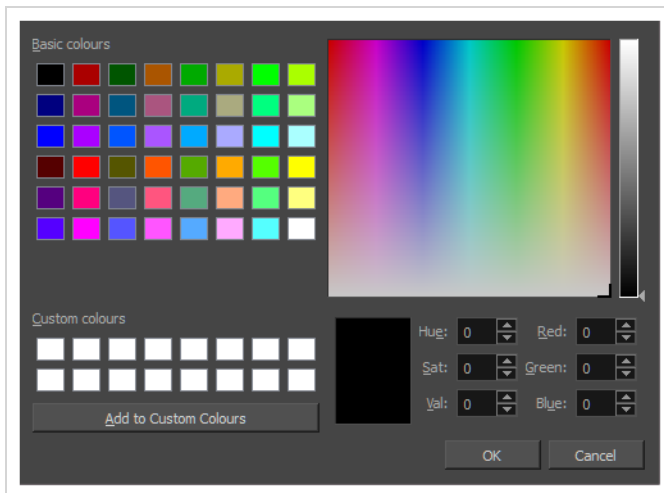 Basic colours
Custom colours
Add to Custom Colours
Hue: 0 Red: 0
Sat: 0 Green: 0
Val: 0 Blue: 0
OK Cancel